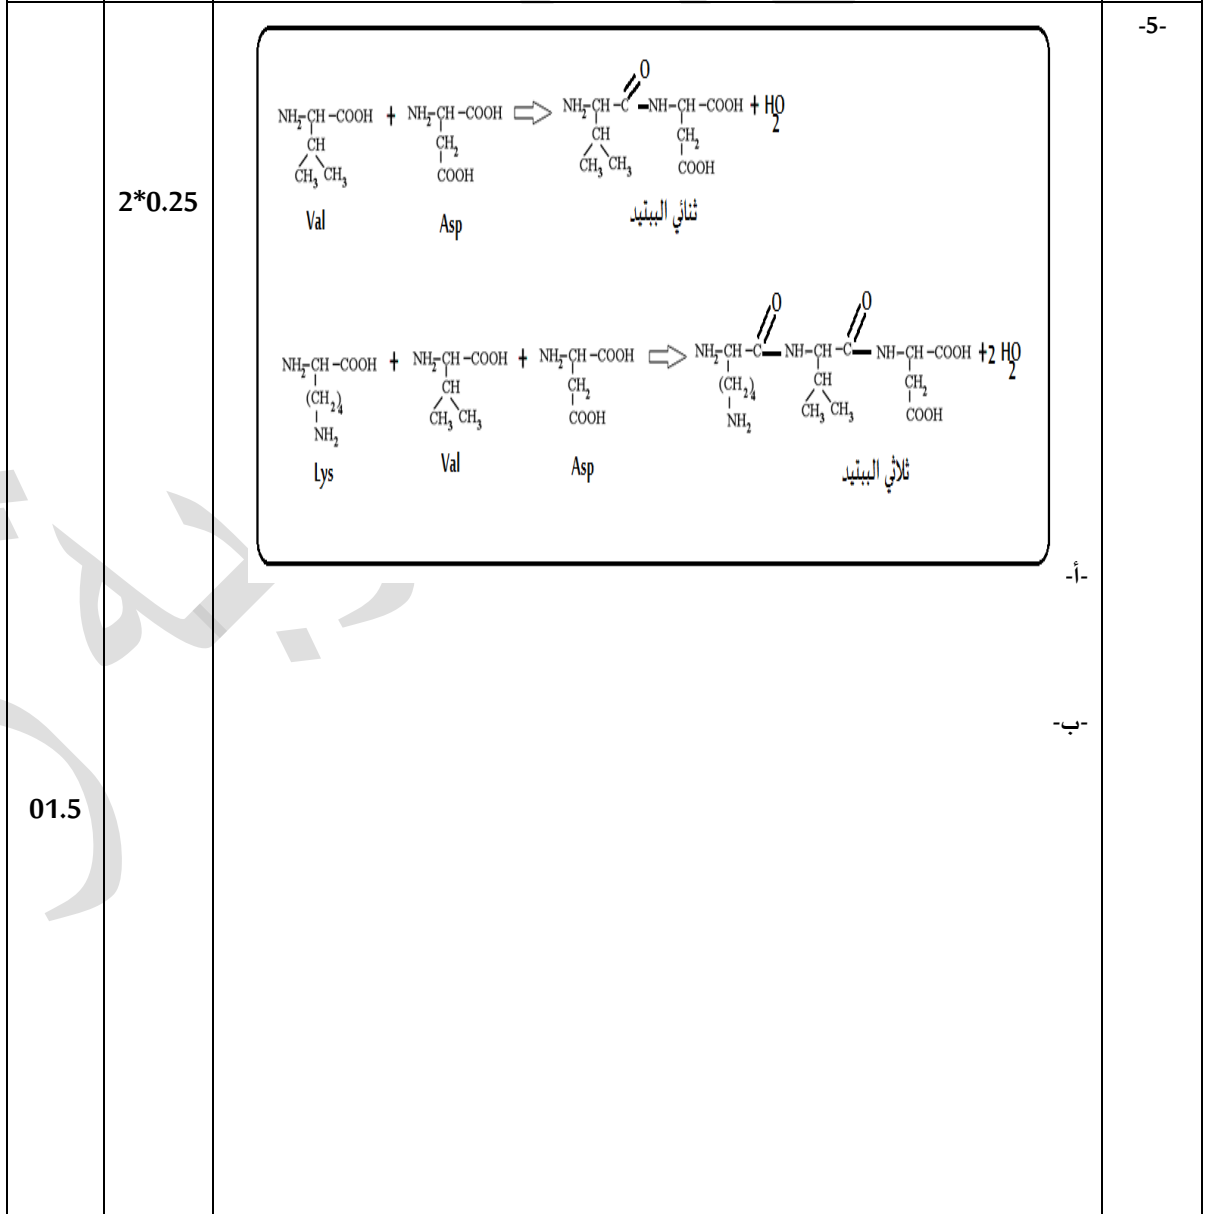 -5-
NH2-CH-COOH + NH2-CH-COOH ⇨ NH2-CH-C-NH-CH-COOH + H2O
O
CH CH2 CH CH2
CH3 CH3 COOH CH3 CH3 COOH
2*0.25
Val Asp ثنائي الببتيد
O O
NH2-CH-COOH + NH2-CH-COOH + NH2-CH-COOH ⇨ NH2-CH-C-NH-CH-C-NH-CH-COOH +2 H2O
(CH2)4 CH CH2 (CH2)4 CH CH2
NH2 CH3 CH3 COOH NH2 CH3 CH3 COOH
Lys Val Asp ثلاثي الببتيد
-أ-
-ب-
01.5